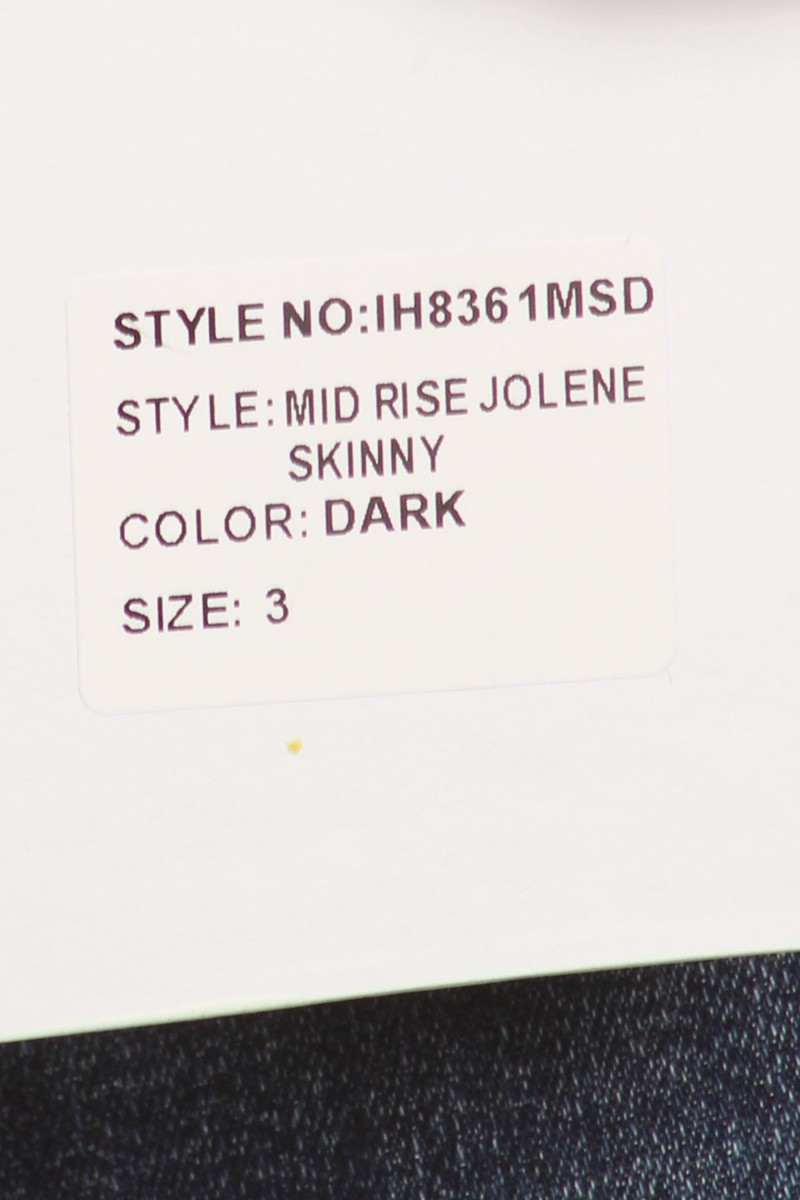 STYLE NO:IH8361MSD
STYLE: MID RISE JOLENE
SKINNY
COLOR: DARK
SIZE: 3